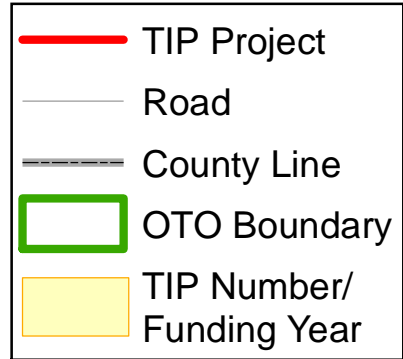 TIP Project
Road
County Line
OTO Boundary
TIP Number/
Funding Year